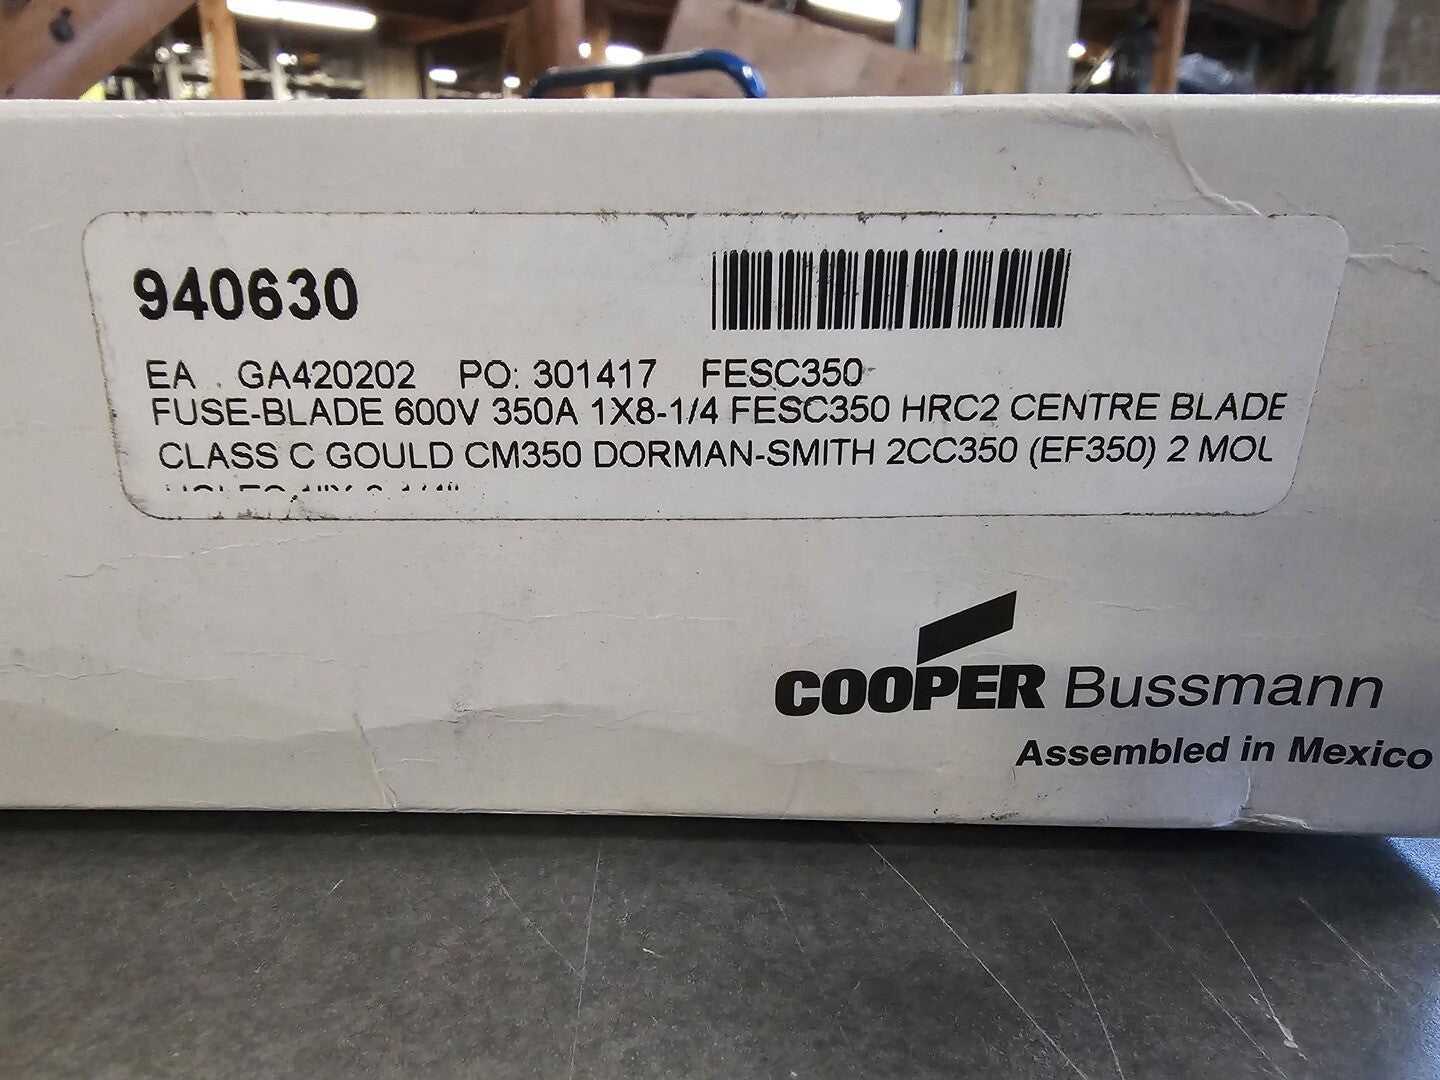 940630
EA . GA420202 PO: 301417 FESC350
FUSE-BLADE 600V 350A 1X8-1/4 FESC350 HRC2 CENTRE BLADE
CLASS C GOULD CM350 DORMAN-SMITH 2CC350 (EF350) 2 MOU
COOPER Bussmann
Assembled in Mexico